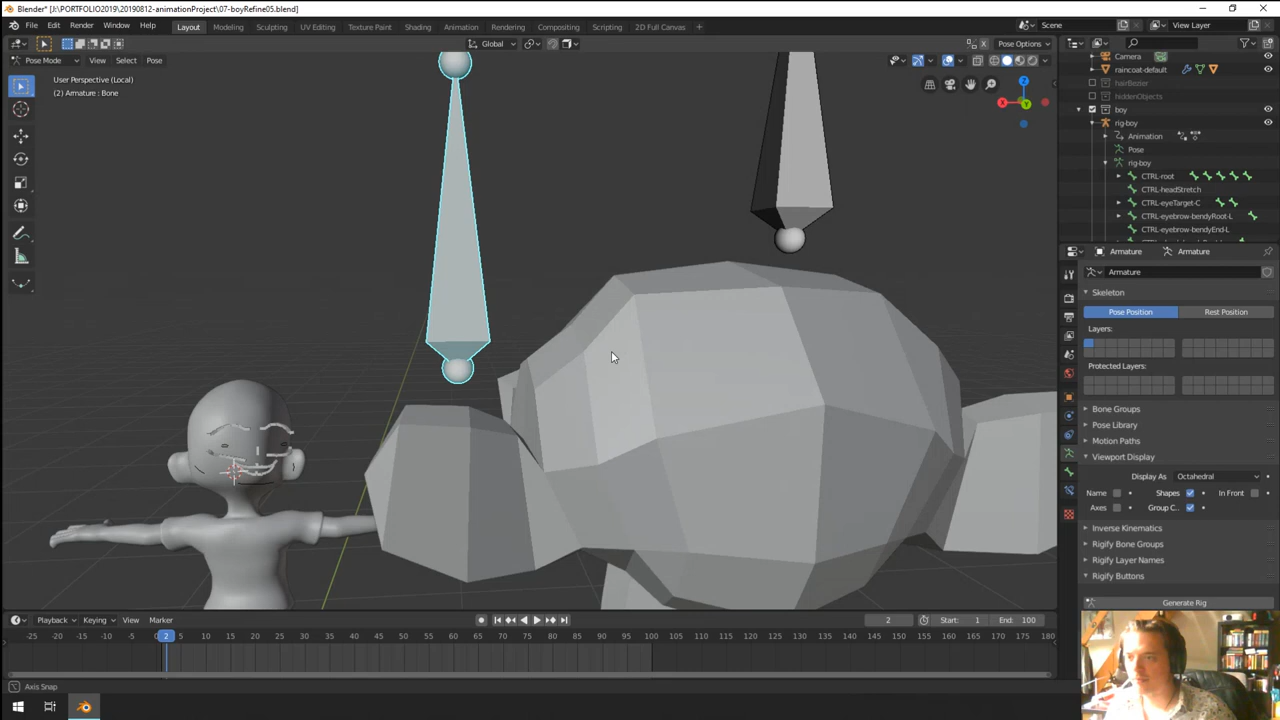 Blender* [J:\PORTFOLIO2019\20190812-animationProject\07-boyRefine05.blend]
File Edit Render Window Help Layout Modeling Sculpting UV Editing Texture Paint Shading Animation Rendering Compositing Scripting 2D Full Canvas + Scene View Layer
Global Pose Options
Pose Mode View Select Pose
User Perspective (Local)
(2) Armature : Bone
Z
X
Y
Camera
raincoat-default
hairBezier
hiddenObjects
boy
rig-boy
Animation
Pose
rig-boy
CTRL-root
CTRL-headStretch
CTRL-eyeTarget-C
CTRL-eyebrow-bendyRoot-L
CTRL-eyebrow-bendyEnd-L
Armature Armature
Armature
Skeleton
Pose Position Rest Position
Layers:
Protected Layers:
Bone Groups
Pose Library
Motion Paths
Viewport Display
Display As Octahedral
Name Shapes In Front
Axes Group C..
Inverse Kinematics
Rigify Bone Groups
Rigify Layer Names
Rigify Buttons
Generate Rig
Playback Keying View Marker 2 Start: 1 End: 100
-25 -20 -15 -10 -5 2 5 10 15 20 25 30 35 40 45 50 55 60 65 70 75 80 85 90 95 100 105 110 115 120 125 130 135 140 145 150 155 160 165 170 175 180
Axis Snap